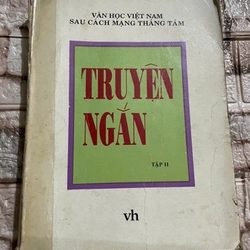 VĂN HỌC VIỆT NAM
SAU CÁCH MẠNG THÁNG TÁM
TRUYỆN
NGẮN
TẬP II
vh